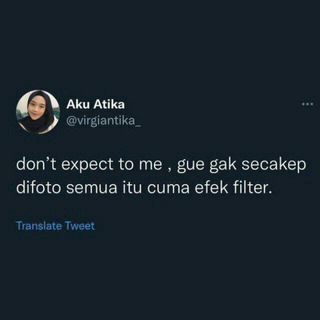 Aku Atika
@virgiantika_
don’t expect to me , gue gak secakep
difoto semua itu cuma efek filter.
Translate Tweet